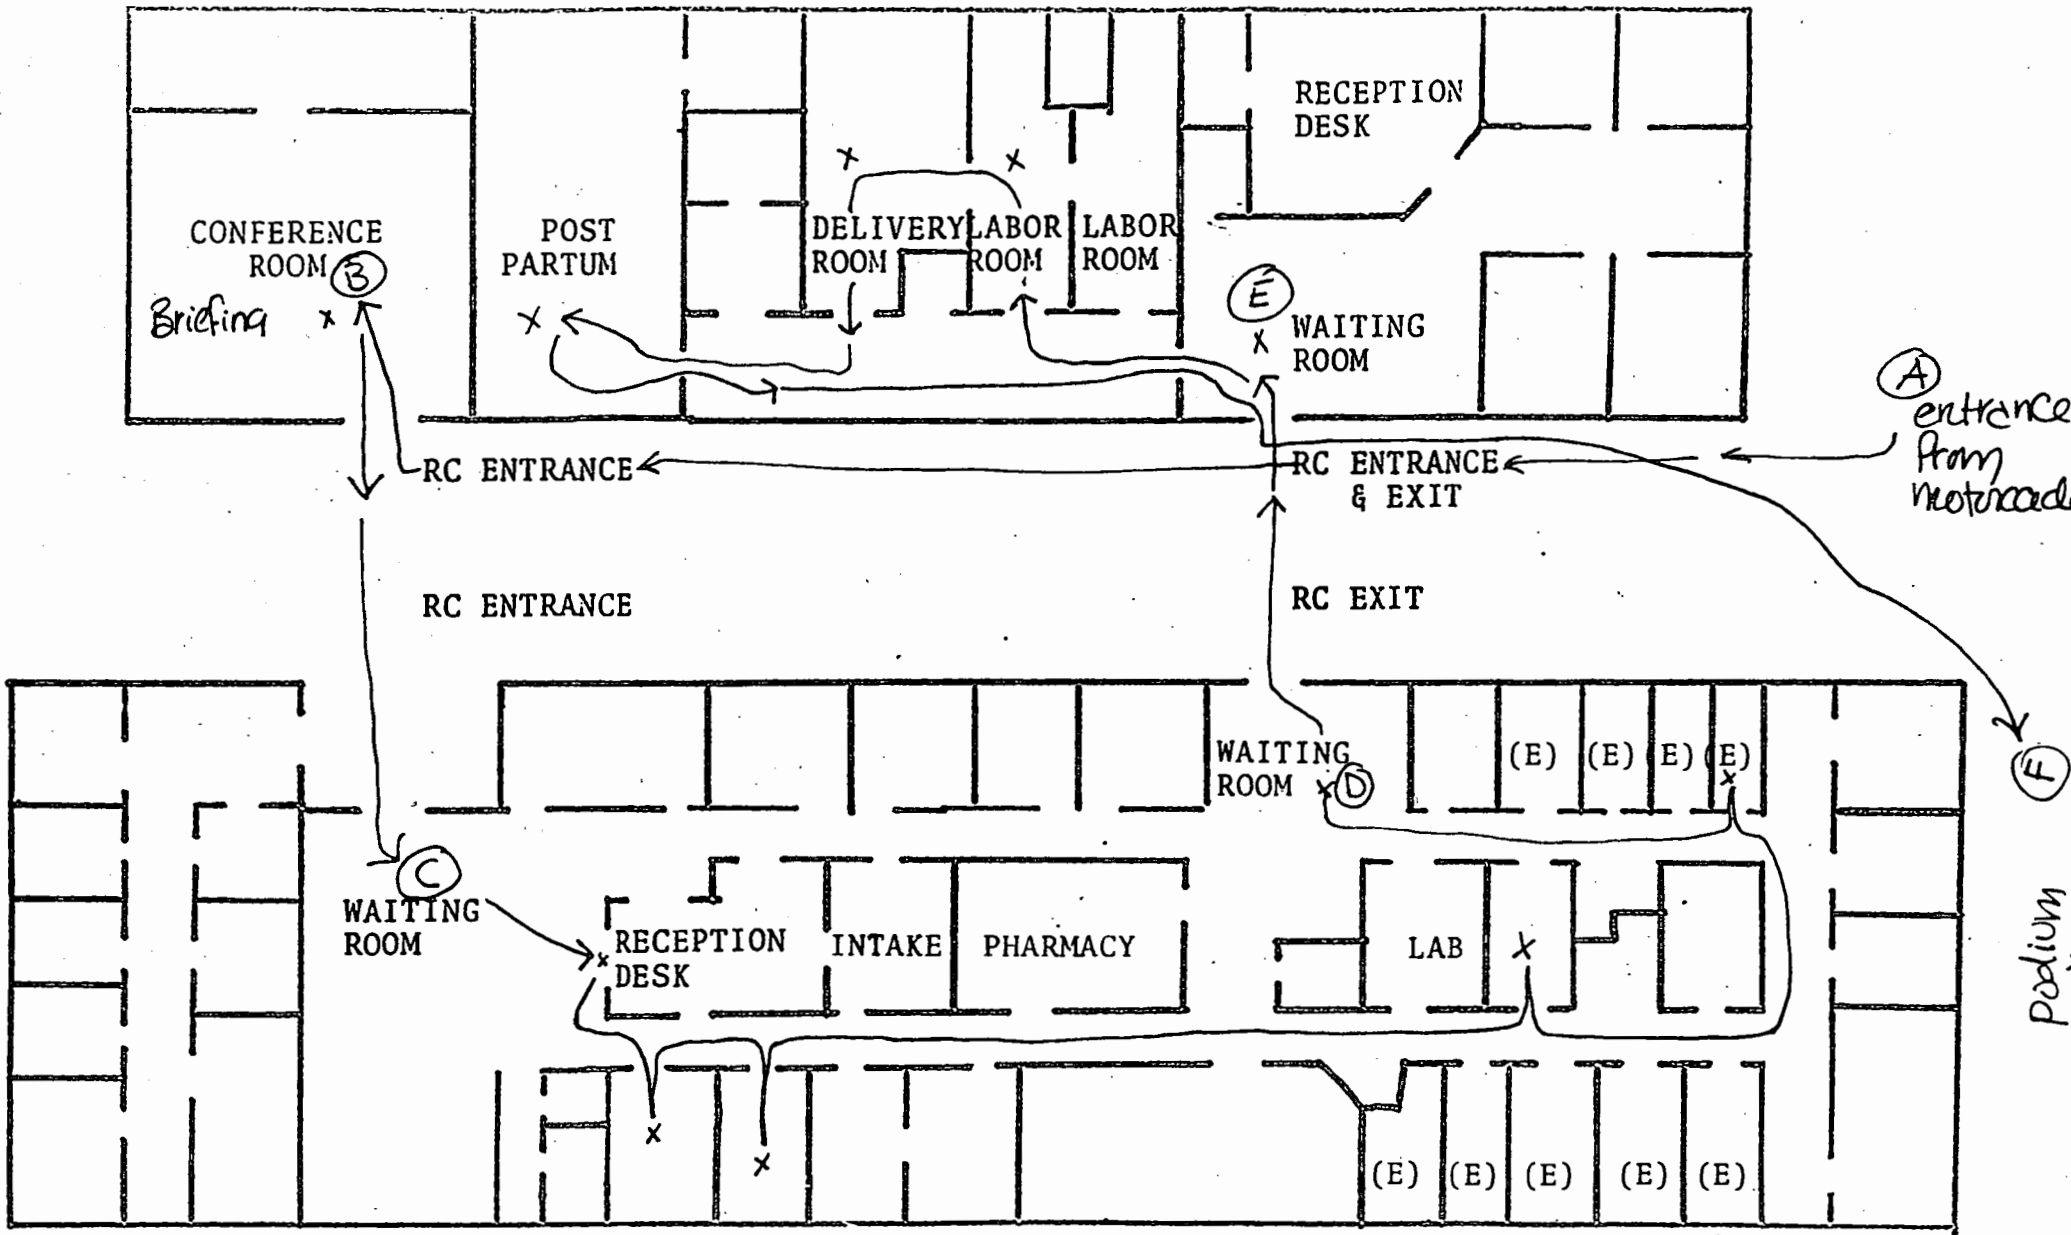 RECEPTION
DESK
CONFERENCE
ROOM
B
Briefing x
POST
PARTUM
x
x
x
DELIVERY
ROOM
LABOR
ROOM
LABOR
ROOM
E
x
WAITING
ROOM
A
entrance
from
RC ENTRANCE
RC ENTRANCE
& EXIT
RC ENTRANCE
RC EXIT
WAITING
ROOM x D
(E) (E) (E) (E)
x
F
Podium
C
WAITING
ROOM
x RECEPTION
DESK
INTAKE
PHARMACY
LAB
x
x
x
(E) (E) (E) (E) (E)